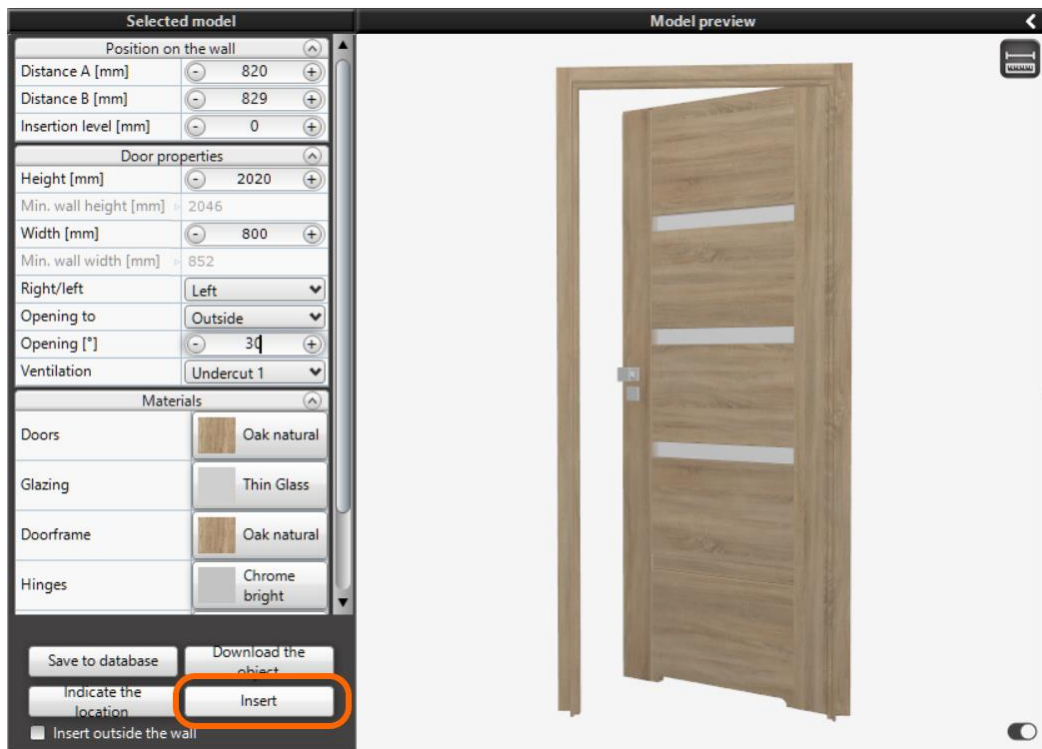 Selected model
Model preview
Position on the wall
Distance A [mm] - 820 +
Distance B [mm] - 829 +
Insertion level [mm] - 0 +
Door properties
Height [mm] - 2020 +
Min. wall height [mm] 2046
Width [mm] - 800 +
Min. wall width [mm] 852
Right/left Left
Opening to Outside
Opening [°] - 30 +
Ventilation Undercut 1
Materials
Doors Oak natural
Glazing Thin Glass
Doorframe Oak natural
Hinges Chrome
bright
Save to database
Download the
object
Indicate the
location
Insert
Insert outside the wall